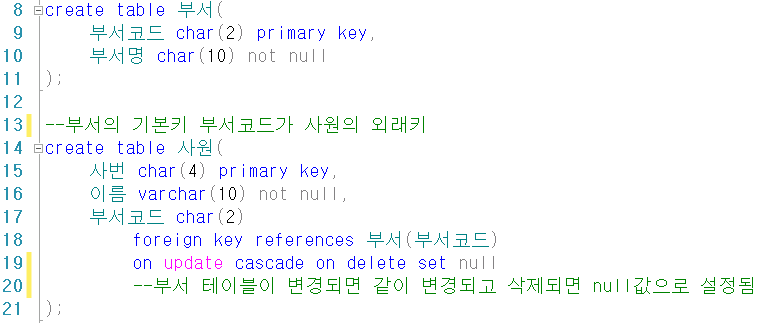 8 create table 부서(
9 부서코드 char(2) primary key,
10 부서명 char(10) not null
11 );
12
13 --부서의 기본키 부서코드가 사원의 외래키
14 create table 사원(
15 사번 char(4) primary key,
16 이름 varchar(10) not null,
17 부서코드 char(2)
18 foreign key references 부서(부서코드)
19 on update cascade on delete set null
20 --부서 테이블이 변경되면 같이 변경되고 삭제되면 null값으로 설정됨
21 );